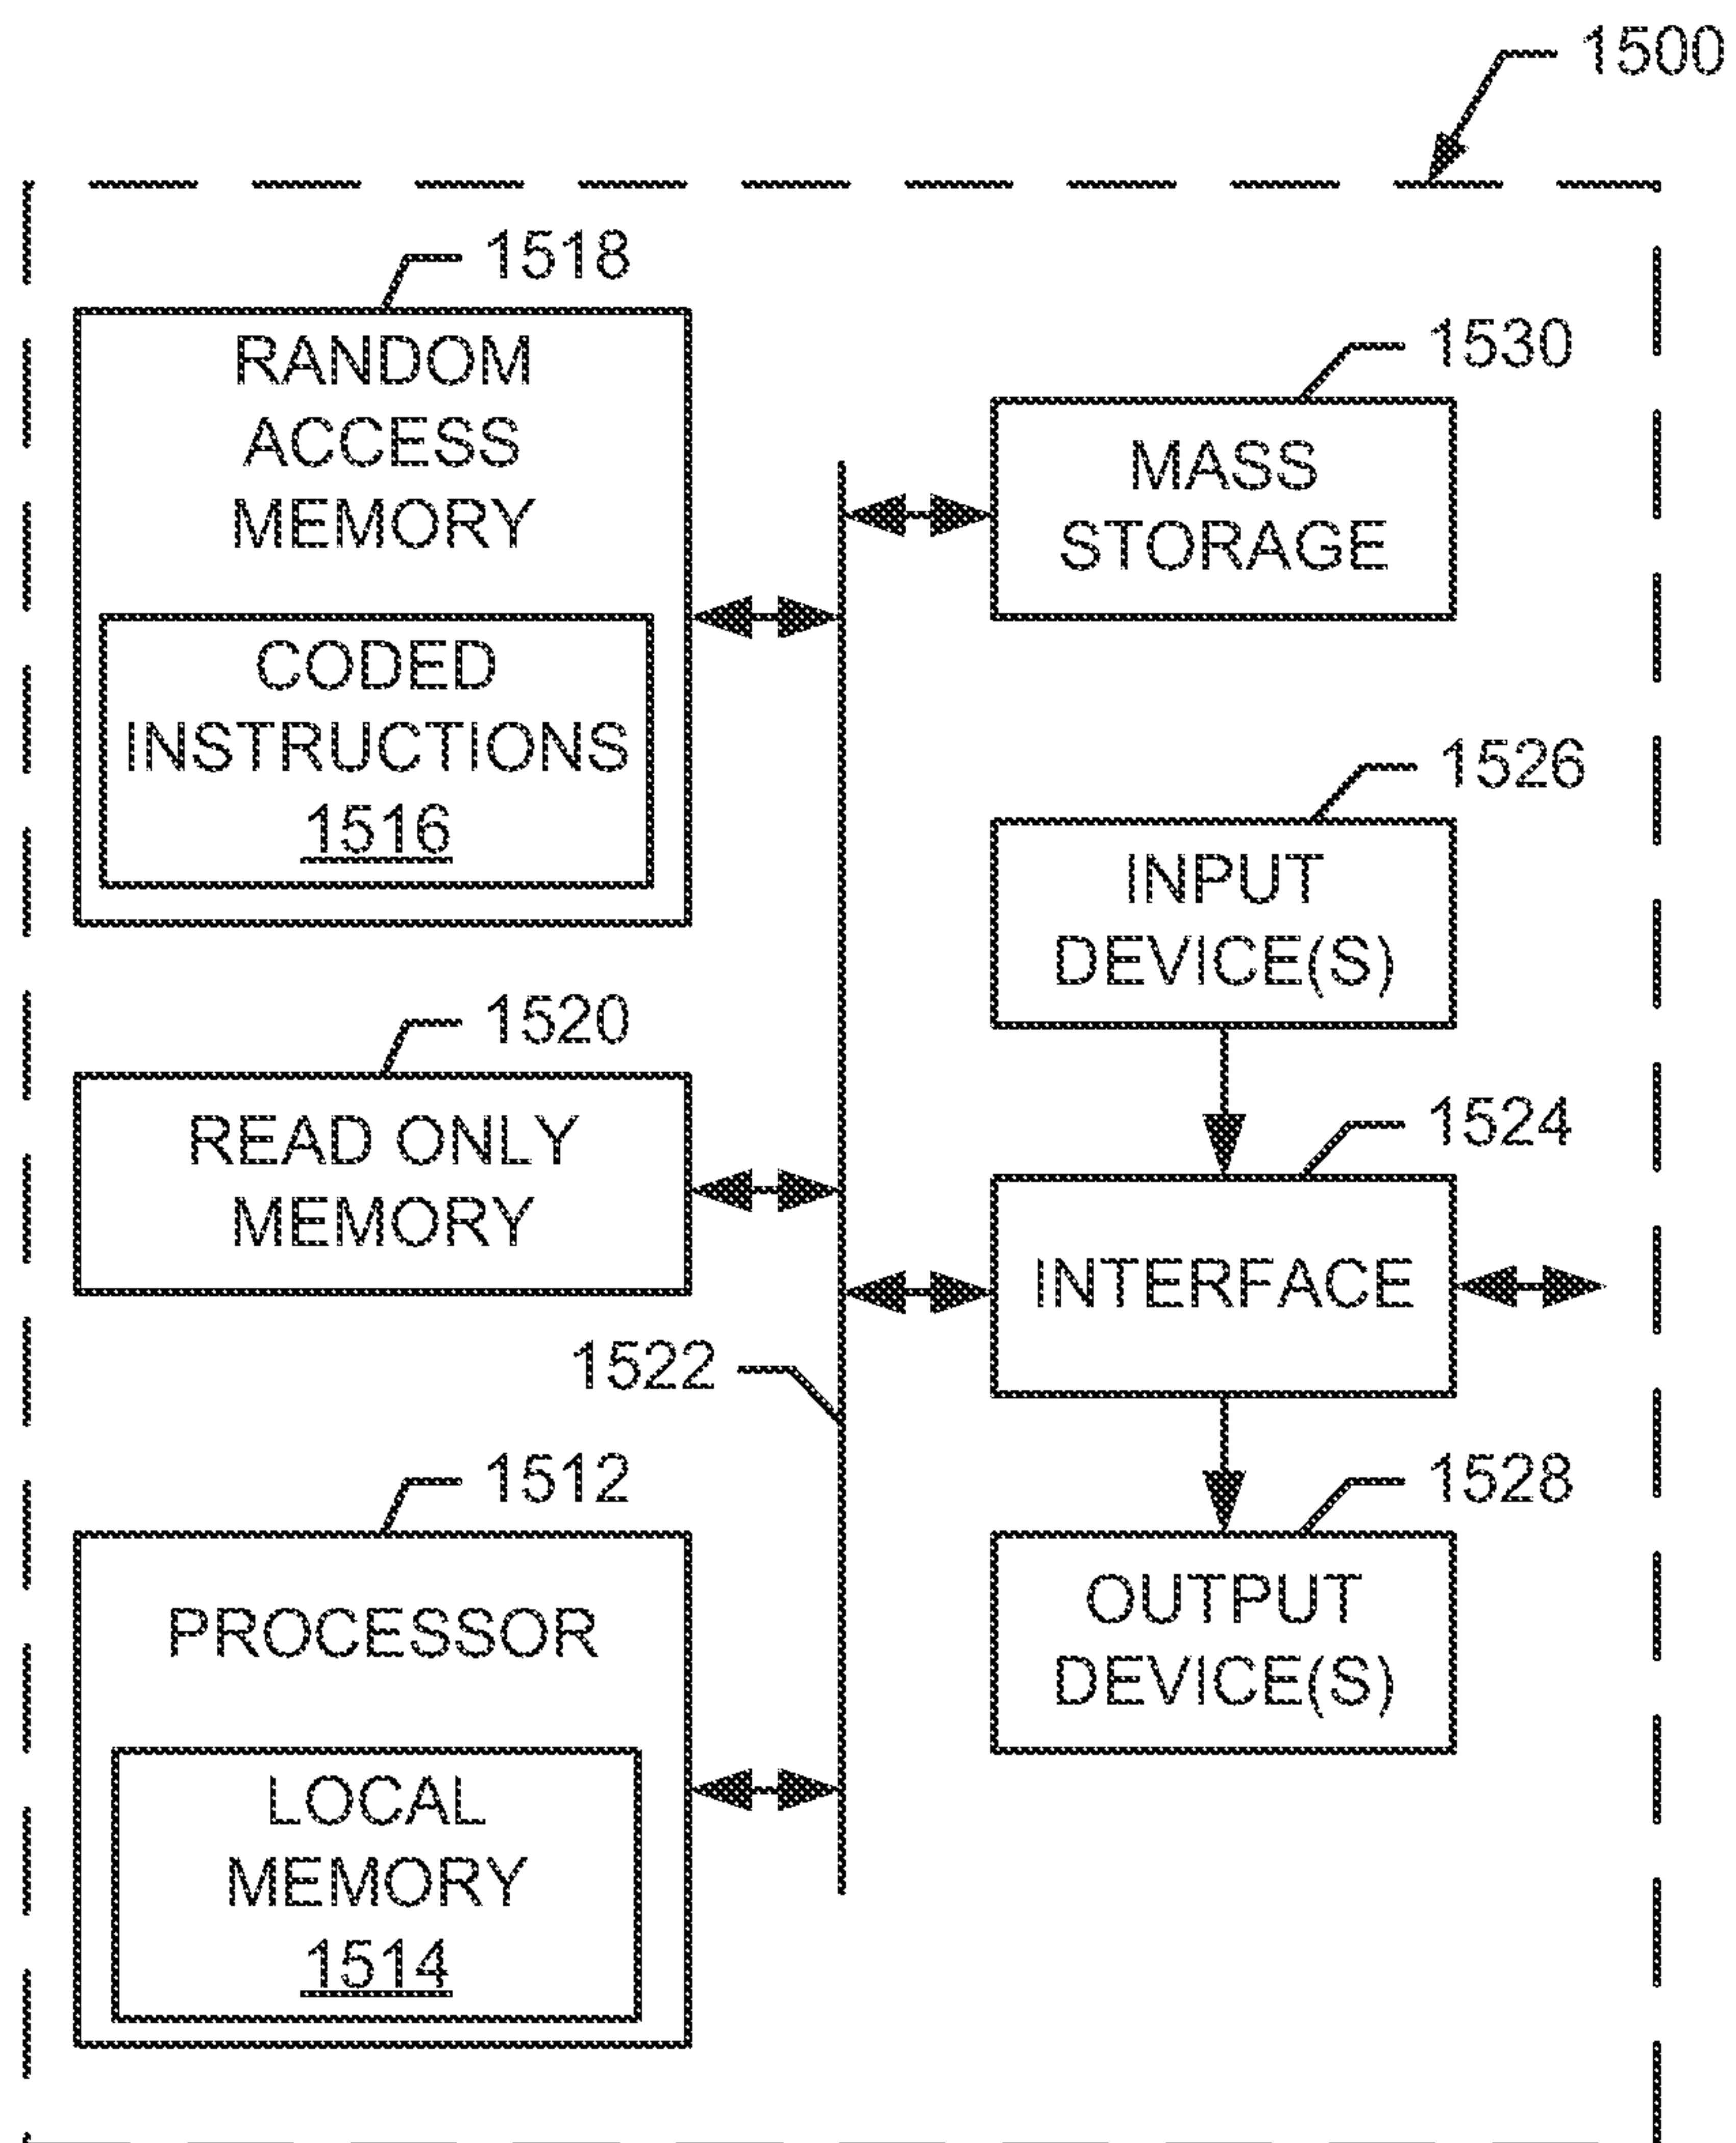 1500
1518
RANDOM
ACCESS
MEMORY
CODED
INSTRUCTIONS
1516
1530
MASS
STORAGE
1526
INPUT
DEVICE(S)
1520
READ ONLY
MEMORY
1524
INTERFACE
1522
1512
PROCESSOR
LOCAL
MEMORY
1514
1528
OUTPUT
DEVICE(S)